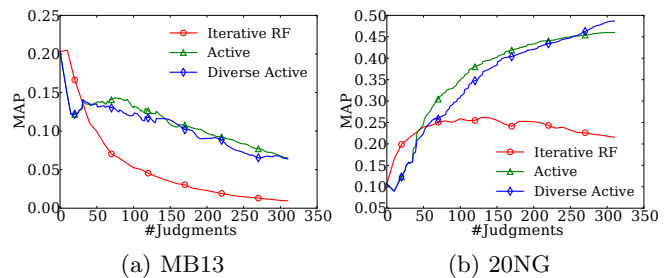 0.25
0.20
0.15
0.10
0.05
0.00
MAP
Iterative RF
Active
Diverse Active
0 50 100 150 200 250 300 350
#Judgments
(a) MB13
0.50
0.45
0.40
0.35
0.30
0.25
0.20
0.15
0.10
0.05
MAP
Iterative RF
Active
Diverse Active
0 50 100 150 200 250 300 350
#Judgments
(b) 20NG